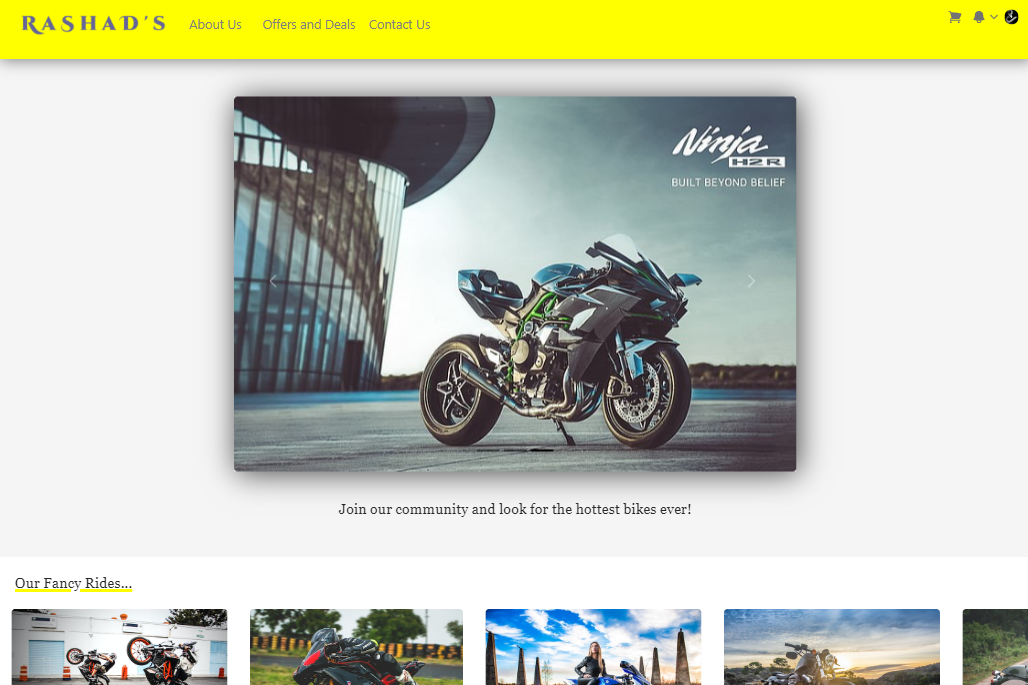 RASHAD'S About Us Offers and Deals Contact Us
Ninja
H2R
BUILT BEYOND BELIEF
Join our community and look for the hottest bikes ever!
Our Fancy Rides...